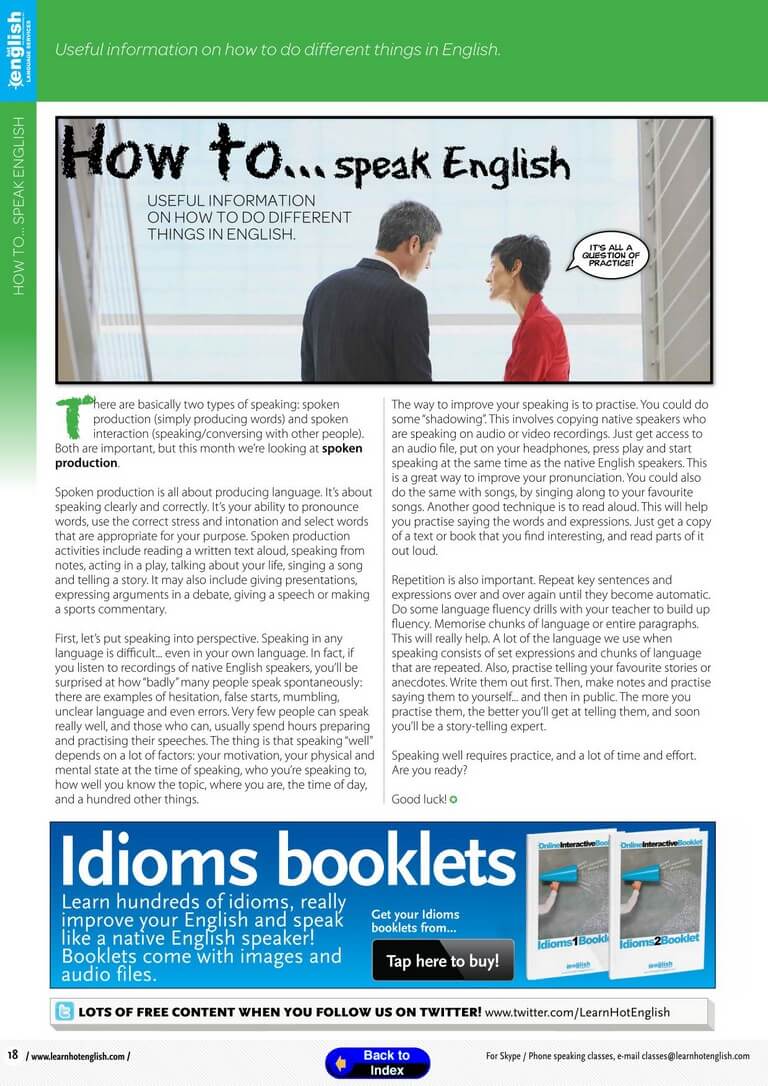 hot
english
LANGUAGE SERVICES
HOW TO... SPEAK ENGLISH
Useful information on how to do different things in English.
How to... speak English
USEFUL INFORMATION
ON HOW TO DO DIFFERENT
THINGS IN ENGLISH.
IT'S ALL A
QUESTION OF
PRACTICE!
There are basically two types of speaking: spoken
production (simply producing words) and spoken
interaction (speaking/conversing with other people).
Both are important, but this month we're looking at spoken
production.
Spoken production is all about producing language. It's about
speaking clearly and correctly. It's your ability to pronounce
words, use the correct stress and intonation and select words
that are appropriate for your purpose. Spoken production
activities include reading a written text aloud, speaking from
notes, acting in a play, talking about your life, singing a song
and telling a story. It may also include giving presentations,
expressing arguments in a debate, giving a speech or making
a sports commentary.
First, let's put speaking into perspective. Speaking in any
language is difficult... even in your own language. In fact, if
you listen to recordings of native English speakers, you'll be
surprised at how "badly" many people speak spontaneously:
there are examples of hesitation, false starts, mumbling,
unclear language and even errors. Very few people can speak
really well, and those who can, usually spend hours preparing
and practising their speeches. The thing is that speaking "well"
depends on a lot of factors: your motivation, your physical and
mental state at the time of speaking, who you're speaking to,
how well you know the topic, where you are, the time of day,
and a hundred other things.
The way to improve your speaking is to practise. You could do
some "shadowing". This involves copying native speakers who
are speaking on audio or video recordings. Just get access to
an audio file, put on your headphones, press play and start
speaking at the same time as the native English speakers. This
is a great way to improve your pronunciation. You could also
do the same with songs, by singing along to your favourite
songs. Another good technique is to read aloud. This will help
you practise saying the words and expressions. Just get a copy
of a text or book that you find interesting, and read parts of it
out loud.
Repetition is also important. Repeat key sentences and
expressions over and over again until they become automatic.
Do some language fluency drills with your teacher to build up
fluency. Memorise chunks of language or entire paragraphs.
This will really help. A lot of the language we use when
speaking consists of set expressions and chunks of language
that are repeated. Also, practise telling your favourite stories or
anecdotes. Write them out first. Then, make notes and practise
saying them to yourself... and then in public. The more you
practise them, the better you'll get at telling them, and soon
you'll be a story-telling expert.
Speaking well requires practice, and a lot of time and effort.
Are you ready?
Good luck!
Idioms booklets
Learn hundreds of idioms, really
improve your English and speak
like a native English speaker!
Booklets come with images and
audio files.
Get your Idioms
booklets from...
Tap here to buy!
OnlineInteractiveBoo
Idioms1Bookl
OnlineInteractiveBooklet
Idioms2Booklet
LOTS OF FREE CONTENT WHEN YOU FOLLOW US ON TWITTER! www.twitter.com/LearnHotEnglish
18 / www.learnhotenglish.com /
Back to
Index
For Skype / Phone speaking classes, e-mail classes@learnhotenglish.com